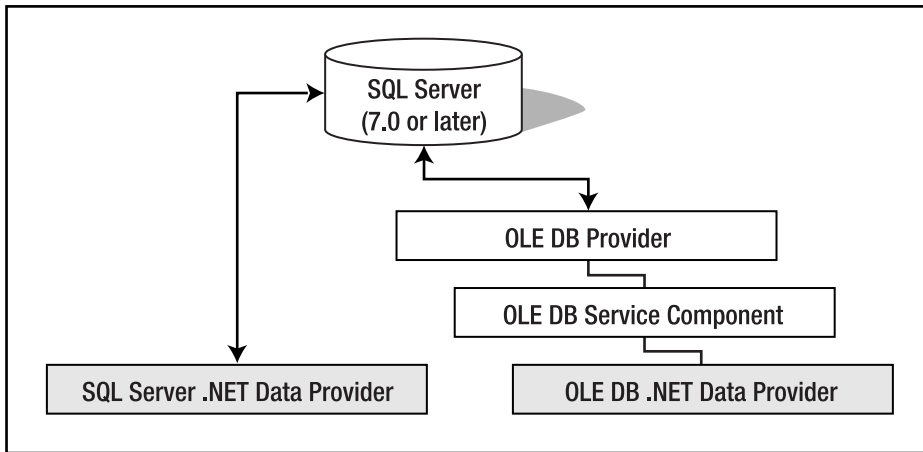 SQL Server
(7.0 or later)
OLE DB Provider
OLE DB Service Component
SQL Server .NET Data Provider
OLE DB .NET Data Provider